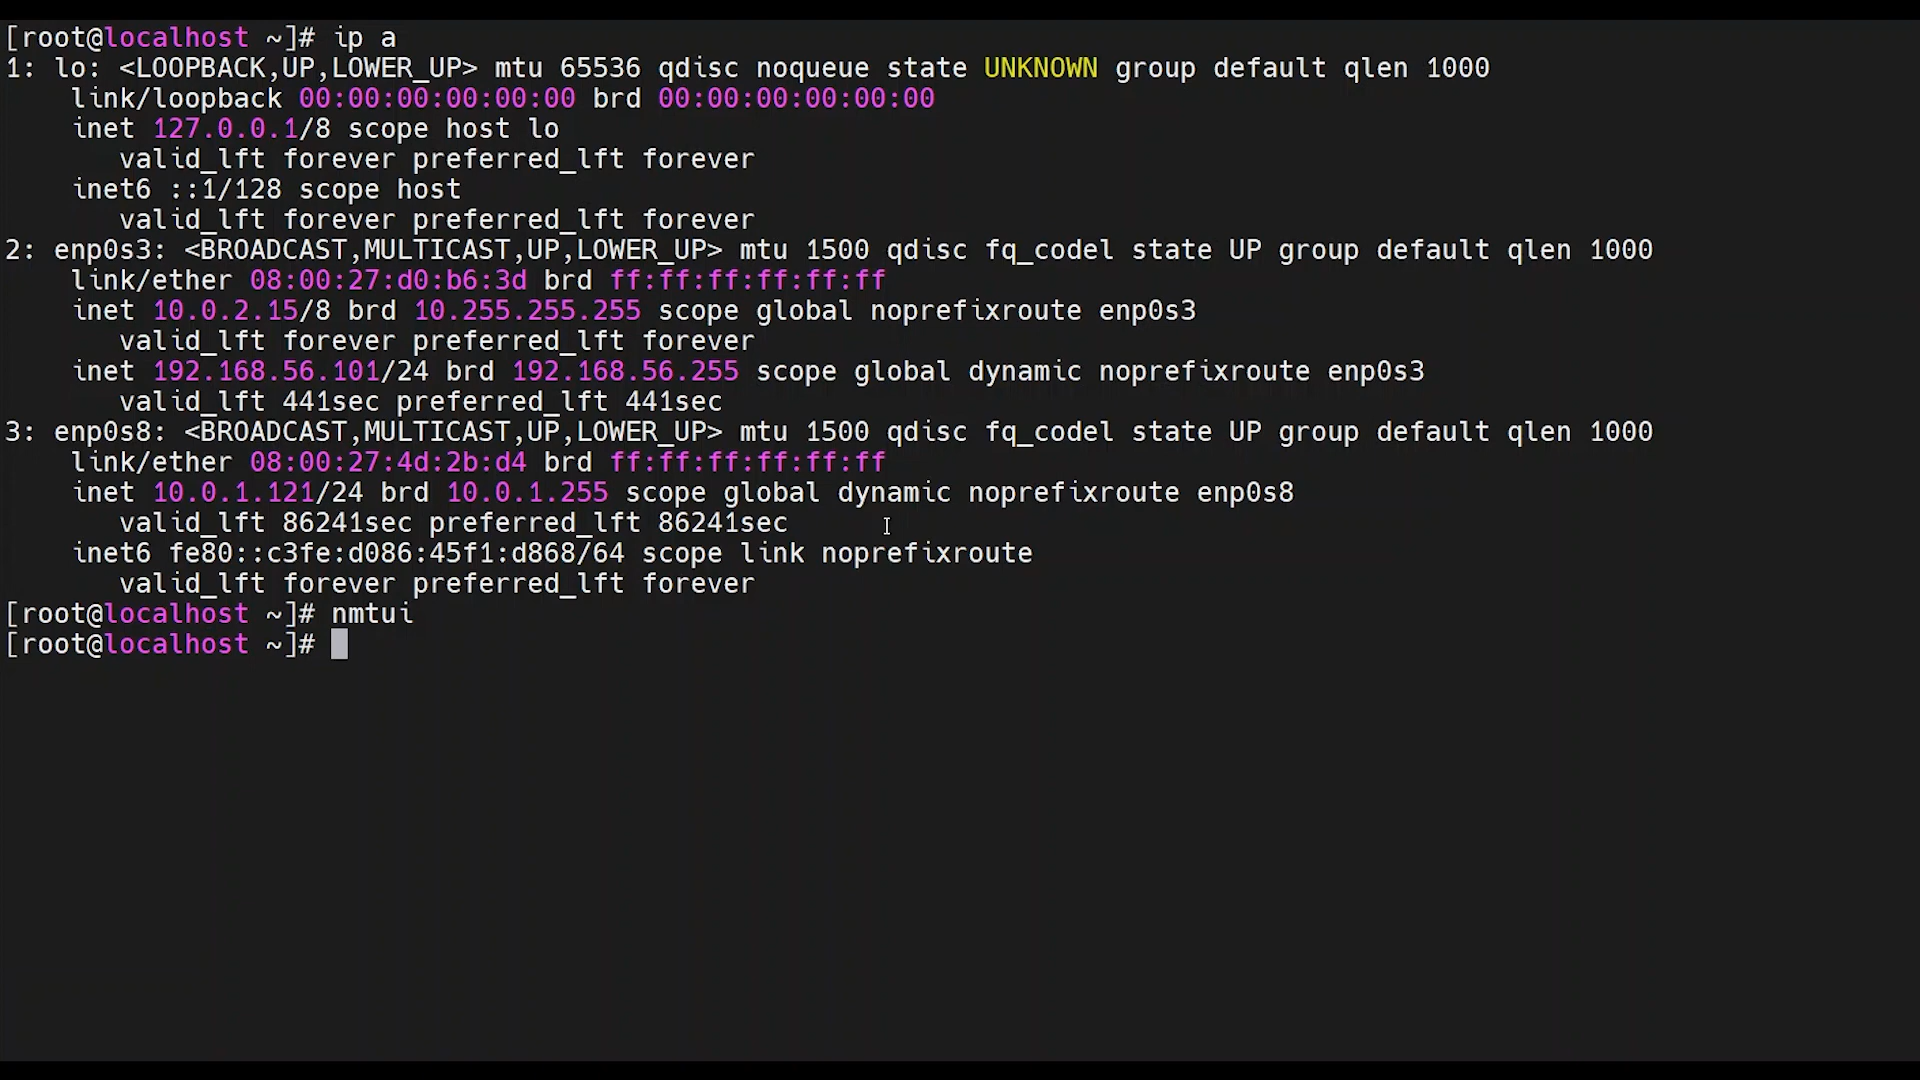 [root@localhost ~]# ip a
1: lo: <LOOPBACK,UP,LOWER_UP> mtu 65536 qdisc noqueue state UNKNOWN group default qlen 1000
    link/loopback 00:00:00:00:00:00 brd 00:00:00:00:00:00
    inet 127.0.0.1/8 scope host lo
       valid_lft forever preferred_lft forever
    inet6 ::1/128 scope host
       valid_lft forever preferred_lft forever
2: enp0s3: <BROADCAST,MULTICAST,UP,LOWER_UP> mtu 1500 qdisc fq_codel state UP group default qlen 1000
    link/ether 08:00:27:d0:b6:3d brd ff:ff:ff:ff:ff:ff
    inet 10.0.2.15/8 brd 10.255.255.255 scope global noprefixroute enp0s3
       valid_lft forever preferred_lft forever
    inet 192.168.56.101/24 brd 192.168.56.255 scope global dynamic noprefixroute enp0s3
       valid_lft 441sec preferred_lft 441sec
3: enp0s8: <BROADCAST,MULTICAST,UP,LOWER_UP> mtu 1500 qdisc fq_codel state UP group default qlen 1000
    link/ether 08:00:27:4d:2b:d4 brd ff:ff:ff:ff:ff:ff
    inet 10.0.1.121/24 brd 10.0.1.255 scope global dynamic noprefixroute enp0s8
       valid_lft 86241sec preferred_lft 86241sec
    inet6 fe80::c3fe:d086:45f1:d868/64 scope link noprefixroute
       valid_lft forever preferred_lft forever
[root@localhost ~]# nmtui
[root@localhost ~]#